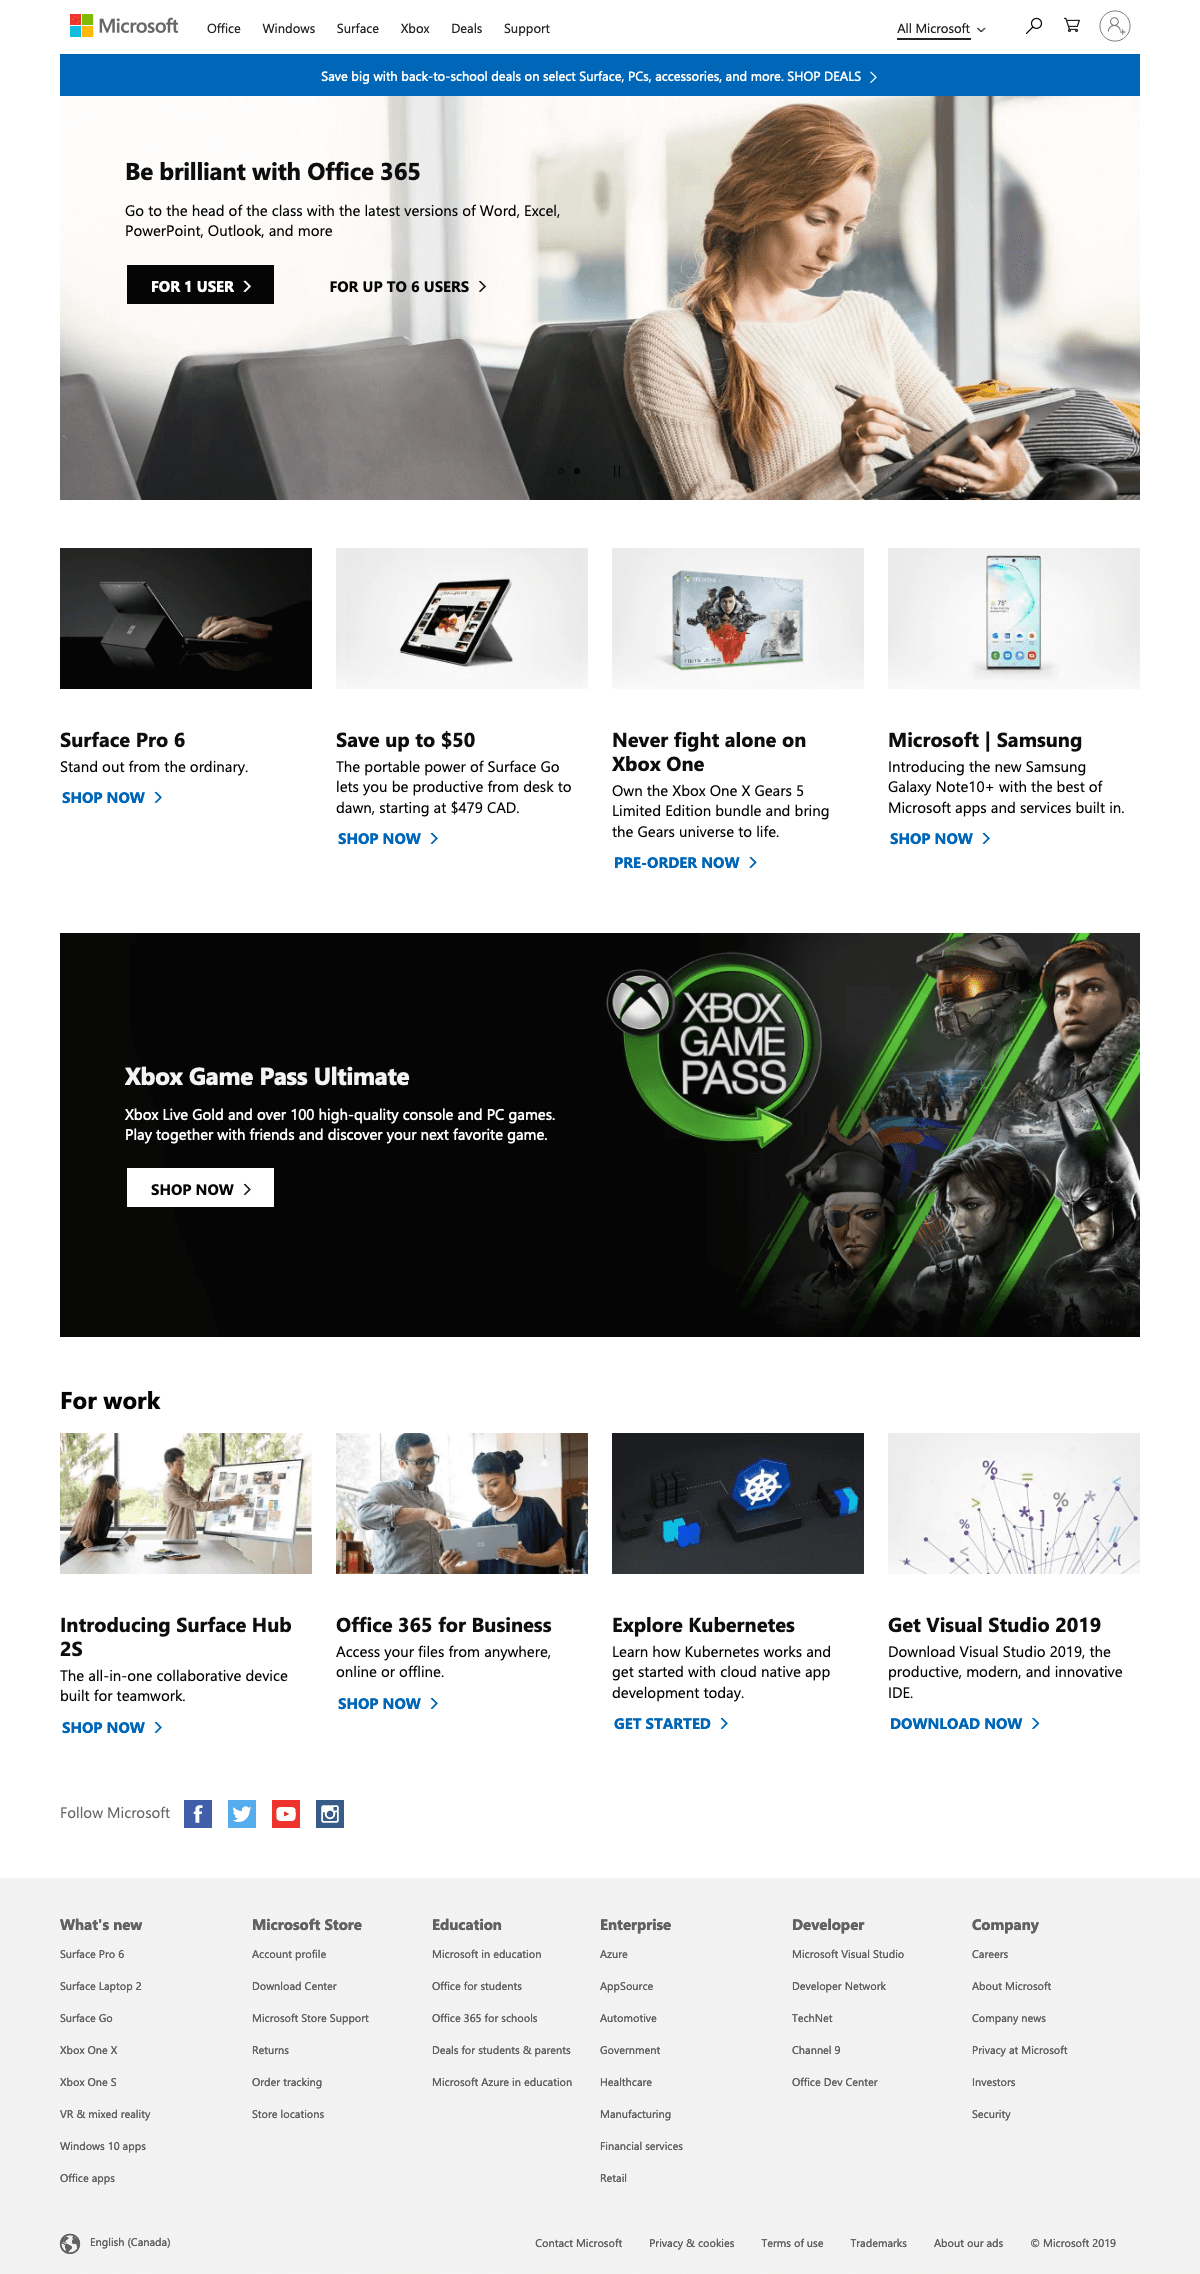 Microsoft
Office Windows Surface Xbox Deals Support
All Microsoft
Save big with back-to-school deals on select Surface, PCs, accessories, and more. SHOP DEALS
Be brilliant with Office 365
Go to the head of the class with the latest versions of Word, Excel,
PowerPoint, Outlook, and more
FOR 1 USER
FOR UP TO 6 USERS
Surface Pro 6
Stand out from the ordinary.
SHOP NOW
Save up to $50
The portable power of Surface Go
lets you be productive from desk to
dawn, starting at $479 CAD.
SHOP NOW
Never fight alone on
Xbox One
Own the Xbox One X Gears 5
Limited Edition bundle and bring
the Gears universe to life.
PRE-ORDER NOW
Microsoft | Samsung
Introducing the new Samsung
Galaxy Note10+ with the best of
Microsoft apps and services built in.
SHOP NOW
XBOX
GAME
PASS
Xbox Game Pass Ultimate
Xbox Live Gold and over 100 high-quality console and PC games.
Play together with friends and discover your next favorite game.
SHOP NOW
For work
Introducing Surface Hub
2S
The all-in-one collaborative device
built for teamwork.
SHOP NOW
Office 365 for Business
Access your files from anywhere,
online or offline.
SHOP NOW
Explore Kubernetes
Learn how Kubernetes works and
get started with cloud native app
development today.
GET STARTED
Get Visual Studio 2019
Download Visual Studio 2019, the
productive, modern, and innovative
IDE.
DOWNLOAD NOW
Follow Microsoft
What's new
Surface Pro 6
Surface Laptop 2
Surface Go
Xbox One X
Xbox One S
VR & mixed reality
Windows 10 apps
Office apps
Microsoft Store
Account profile
Download Center
Microsoft Store Support
Returns
Order tracking
Store locations
Education
Microsoft in education
Office for students
Office 365 for schools
Deals for students & parents
Microsoft Azure in education
Enterprise
Azure
AppSource
Automotive
Government
Healthcare
Manufacturing
Financial services
Retail
Developer
Microsoft Visual Studio
Developer Network
TechNet
Channel 9
Office Dev Center
Company
Careers
About Microsoft
Company news
Privacy at Microsoft
Investors
Security
English (Canada)
Contact Microsoft Privacy & cookies Terms of use Trademarks About our ads © Microsoft 2019